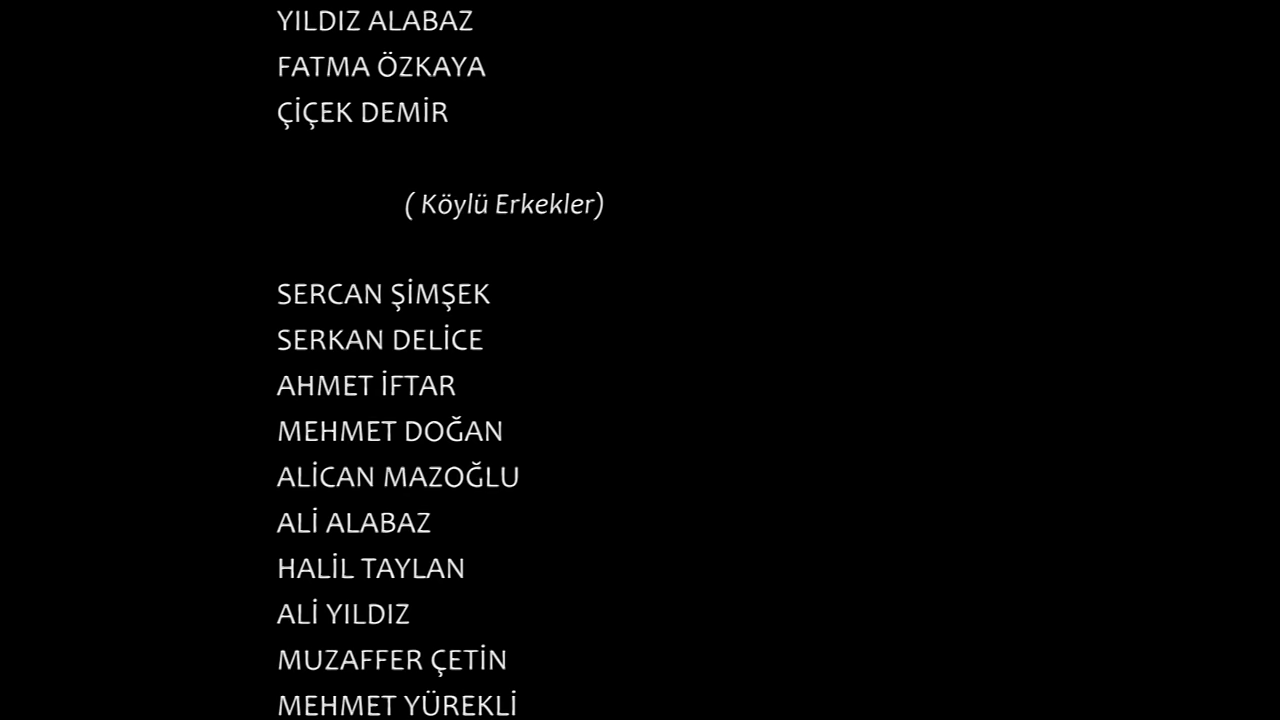 YILDIZ ALABAZ
FATMA ÖZKAYA
ÇİÇEK DEMİR
( Köylü Erkekler)
SERCAN ŞİMŞEK
SERKAN DELİCE
AHMET İFTAR
MEHMET DOĞAN
ALİCAN MAZOĞLU
ALİ ALABAZ
HALİL TAYLAN
ALİ YILDIZ
MUZAFFER ÇETİN
MEHMET YÜREKLİ